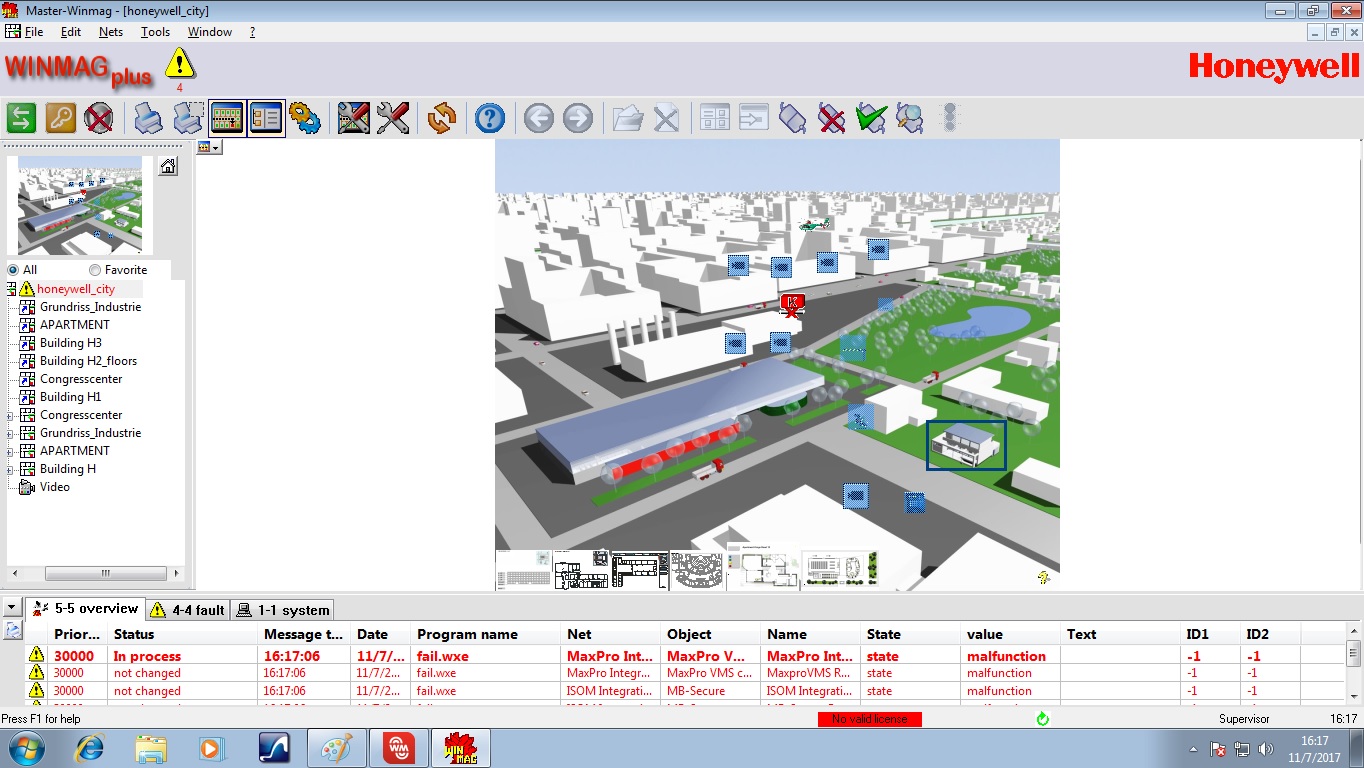 Master-Winmag - [honeywell_city]
File Edit Nets Tools Window ?
WINMAG plus
4
Honeywell
All Favorite
honeywell_city
Grundriss_Industrie
APARTMENT
Building H3
Building H2_floors
Congresscenter
Building H1
Congresscenter
Grundriss_Industrie
APARTMENT
Building H
Video
K
5-5 overview 4-4 fault 1-1 system
Prior... Status Message t... Date Program name Net Object Name State value Text ID1 ID2
30000 In process 16:17:06 11/7/... fail.wxe MaxPro Int... MaxPro V... MaxPro Int... state malfunction -1 -1
30000 not changed 16:17:06 11/7/2... fail.wxe MaxPro Integr... MaxPro VMS c... MaxproVMS R... state malfunction -1 -1
30000 not changed 16:17:06 11/7/2... fail.wxe ISOM Integrati... MB-Secure ISOM Integrati... state malfunction -1 -1
Press F1 for help No valid license Supervisor 16:17
WM
WIN
MAG
16:17
11/7/2017